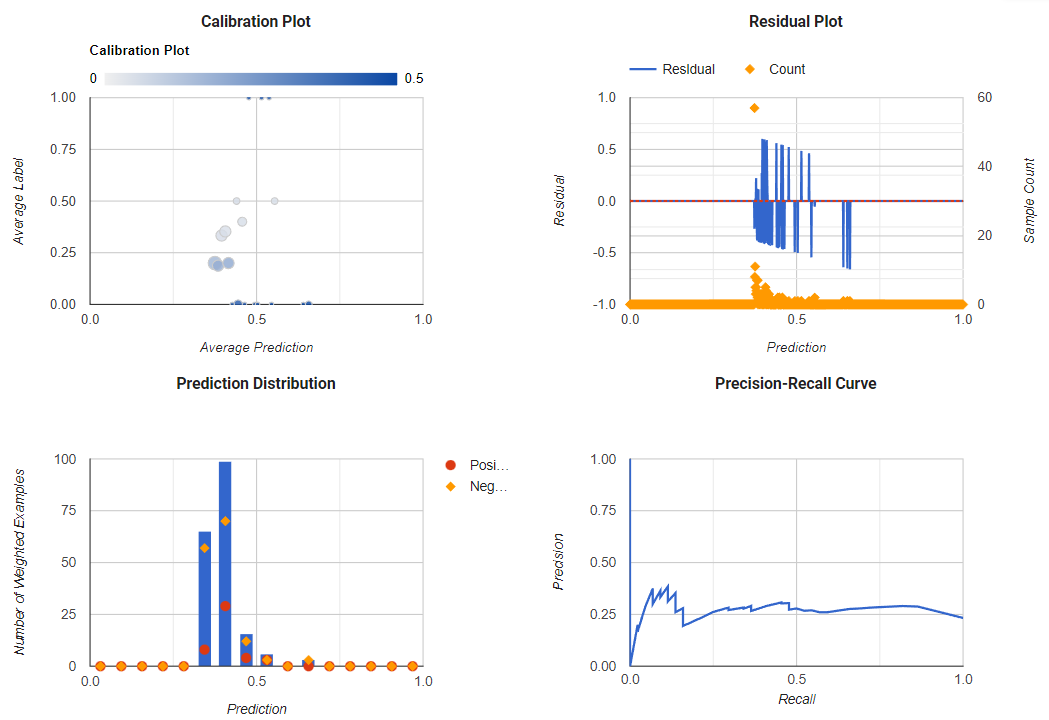 Calibration Plot
Calibration Plot
0 0.5
1.00
0.75
0.50
0.25
0.00
0.0 0.5 1.0
Average Label
Average Prediction
Residual Plot
Residual Count
1.0
0.5
0.0
-0.5
-1.0
60
40
20
0
0.0 0.5 1.0
Residual
Sample Count
Prediction
Prediction Distribution
Posi...
Neg...
100
75
50
25
0
0.0 0.5 1.0
Number of Weighted Examples
Prediction
Precision-Recall Curve
1.00
0.75
0.50
0.25
0.00
0.0 0.5 1.0
Precision
Recall